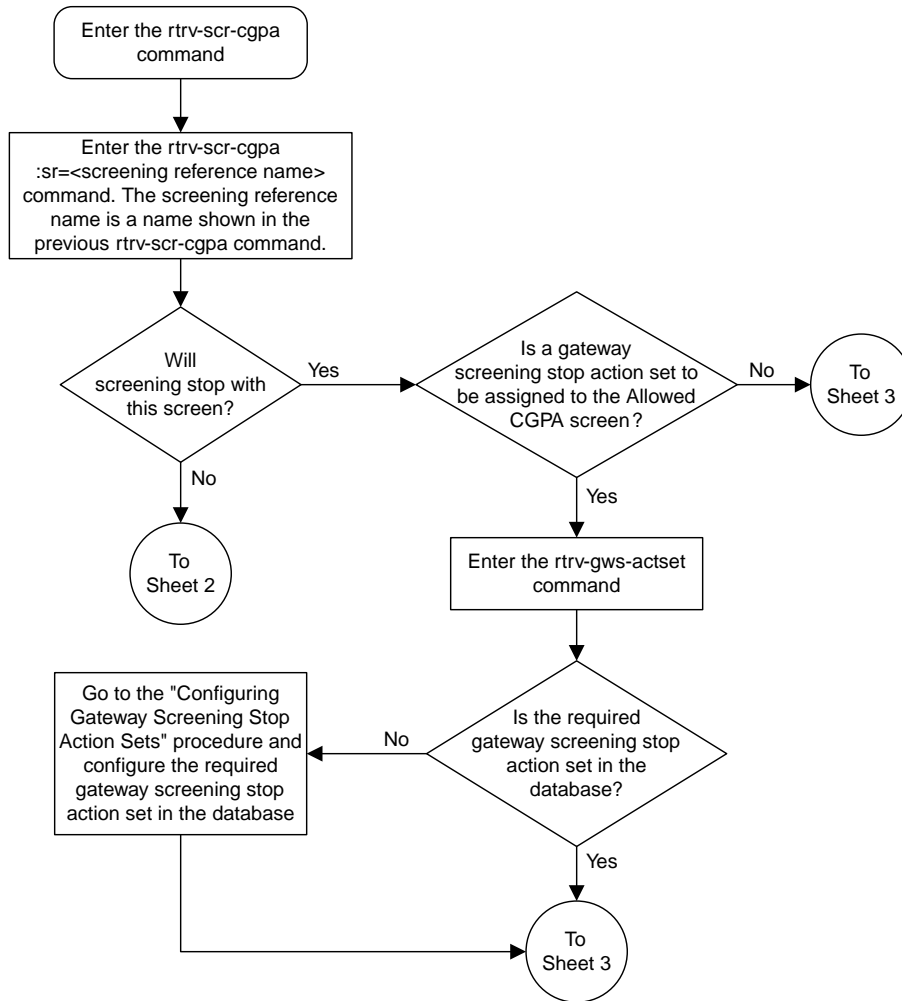 Enter the rtrv-scr-cgpa
command
Enter the rtrv-scr-cgpa
:sr=<screening reference name>
command. The screening reference
name is a name shown in the
previous rtrv-scr-cgpa command.
Will
screening stop with
this screen?
Yes
No
To
Sheet 2
Is a gateway
screening stop action set to
be assigned to the Allowed
CGPA screen?
No
To
Sheet 3
Yes
Enter the rtrv-gws-actset
command
Is the required
gateway screening stop
action set in the
database?
No
Go to the "Configuring
Gateway Screening Stop
Action Sets" procedure and
configure the required
gateway screening stop
action set in the database
Yes
To
Sheet 3